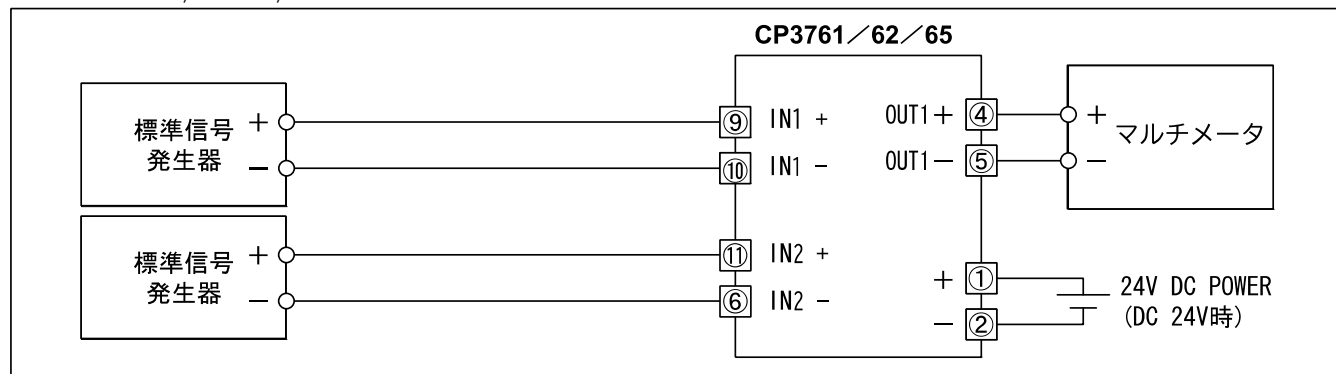 CP3761／62／65
標準信号
発生器
+
−
⑨ IN1 +
⑩ IN1 −
OUT1+ ④
OUT1− ⑤
+
−
マルチメータ
標準信号
発生器
+
−
⑪ IN2 +
⑥ IN2 −
+ ①
− ②
24V DC POWER
(DC 24V時)